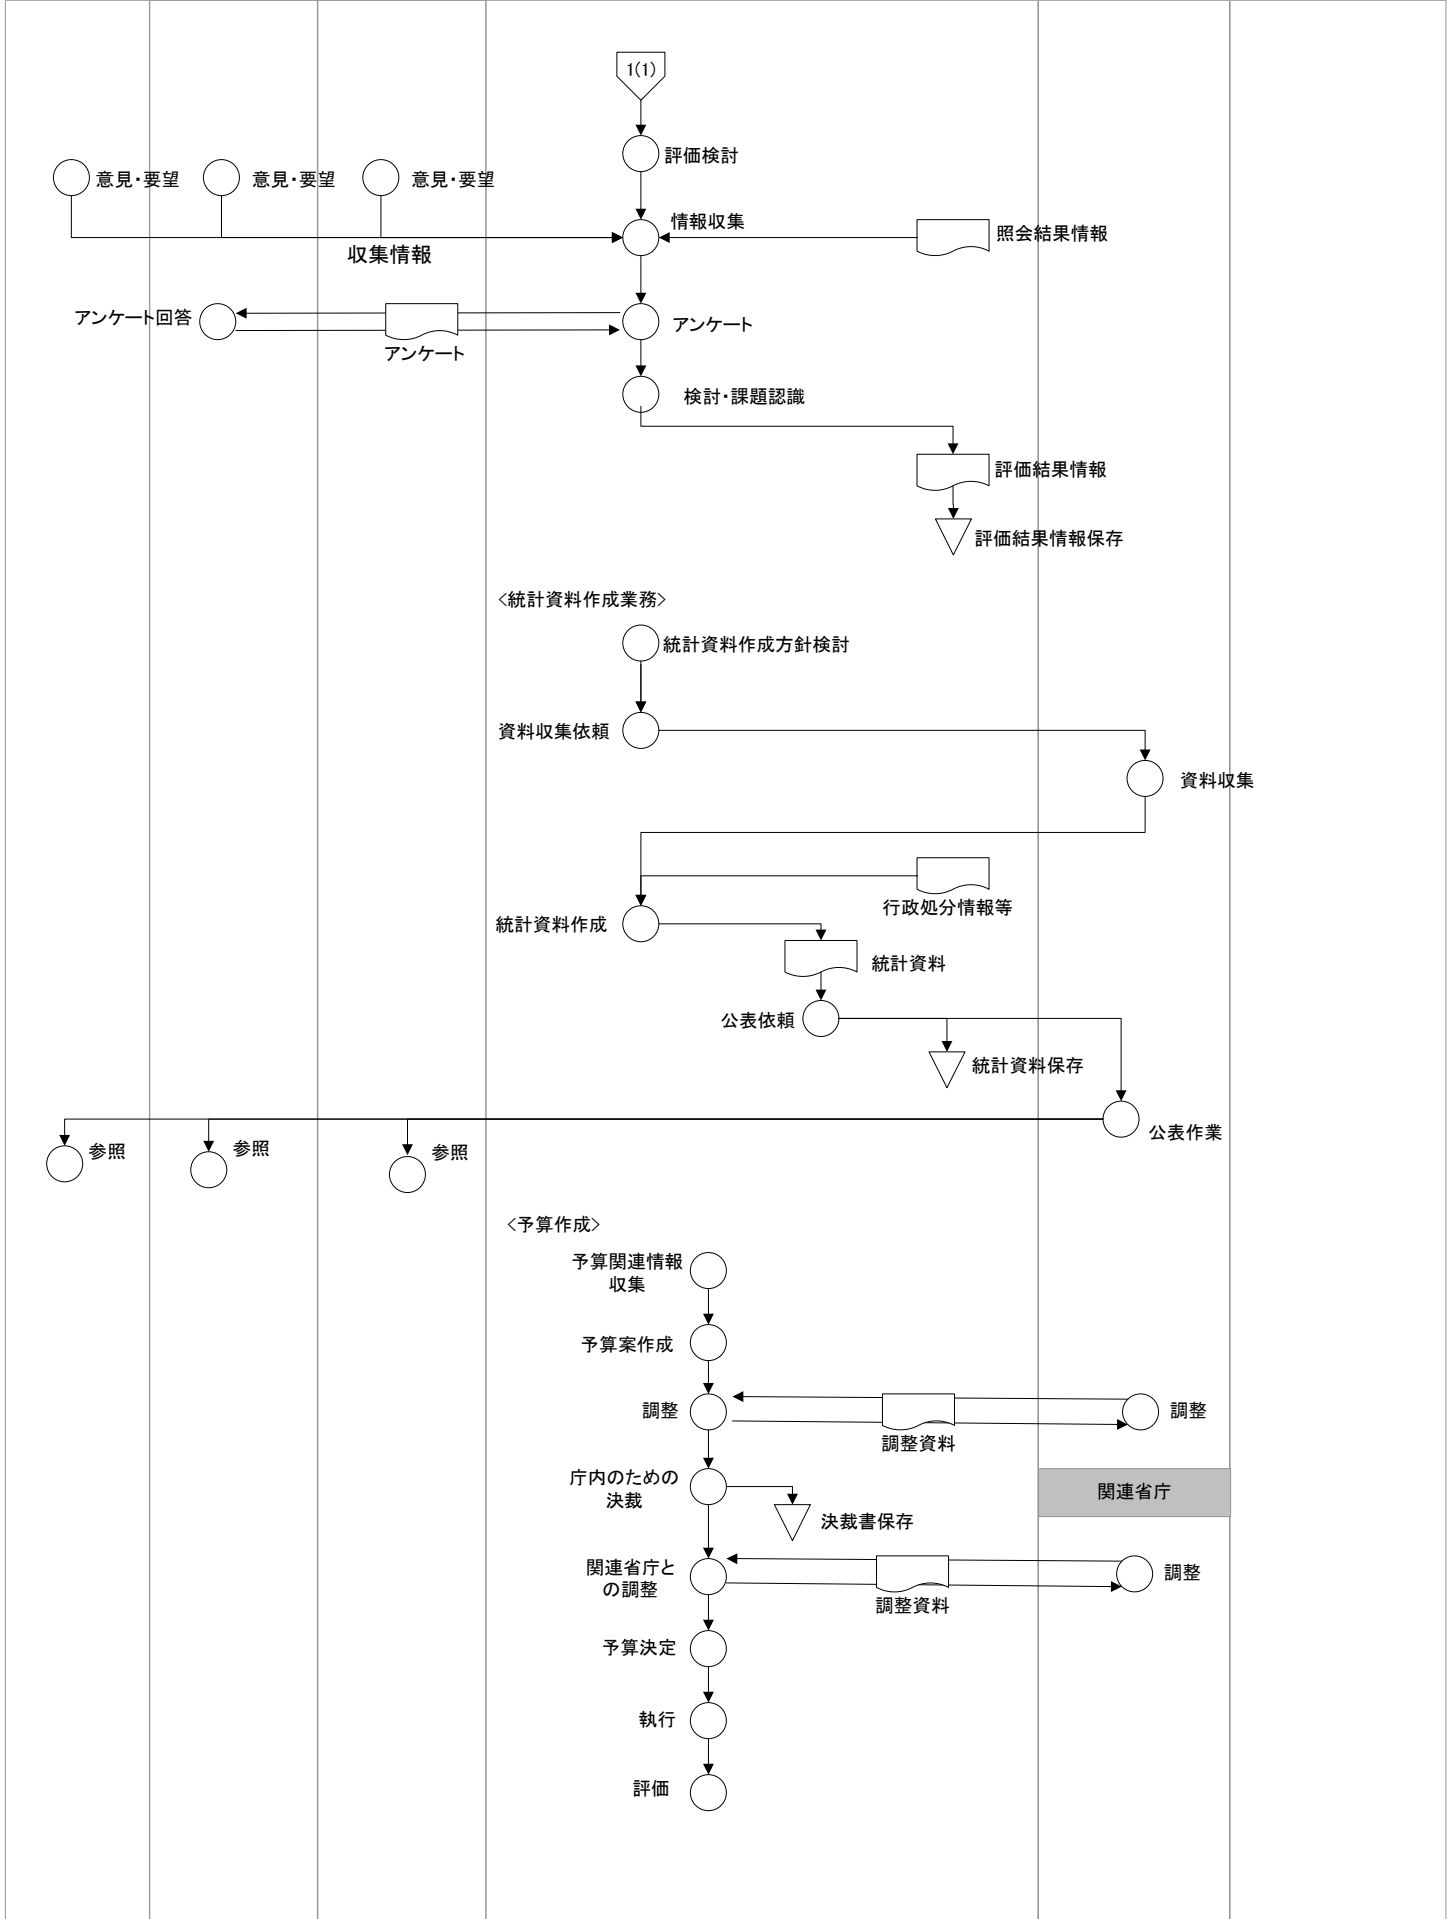 1(1)
評価検討
意見・要望
意見・要望
意見・要望
情報収集
照会結果情報
収集情報
アンケート回答
アンケート
アンケート
検討・課題認識
評価結果情報
評価結果情報保存
<統計資料作成業務>
統計資料作成方針検討
資料収集依頼
資料収集
行政処分情報等
統計資料作成
統計資料
公表依頼
統計資料保存
公表作業
参照
参照
参照
<予算作成>
予算関連情報
収集
予算案作成
調整
調整
調整資料
庁内のための
決裁
関連省庁
決裁書保存
関連省庁と
の調整
調整
調整資料
予算決定
執行
評価